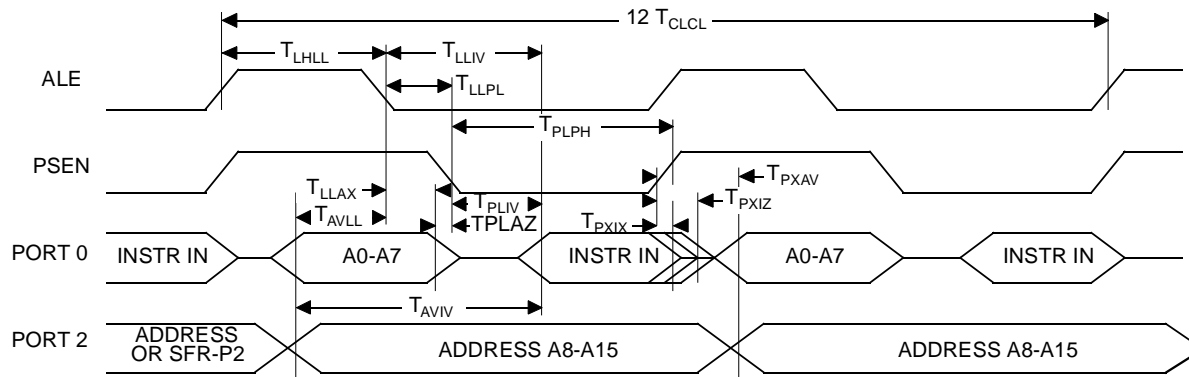 12 TCLCL
TLHLL
TLLIV
ALE
TLLPL
TPLPH
PSEN
TLLAX
TPXAV
TPLIV
TPXIZ
TAVLL
TPLAZ
TPXIX
PORT 0
INSTR IN
A0-A7
INSTR IN
A0-A7
INSTR IN
TAVIV
PORT 2
ADDRESS
OR SFR-P2
ADDRESS A8-A15
ADDRESS A8-A15